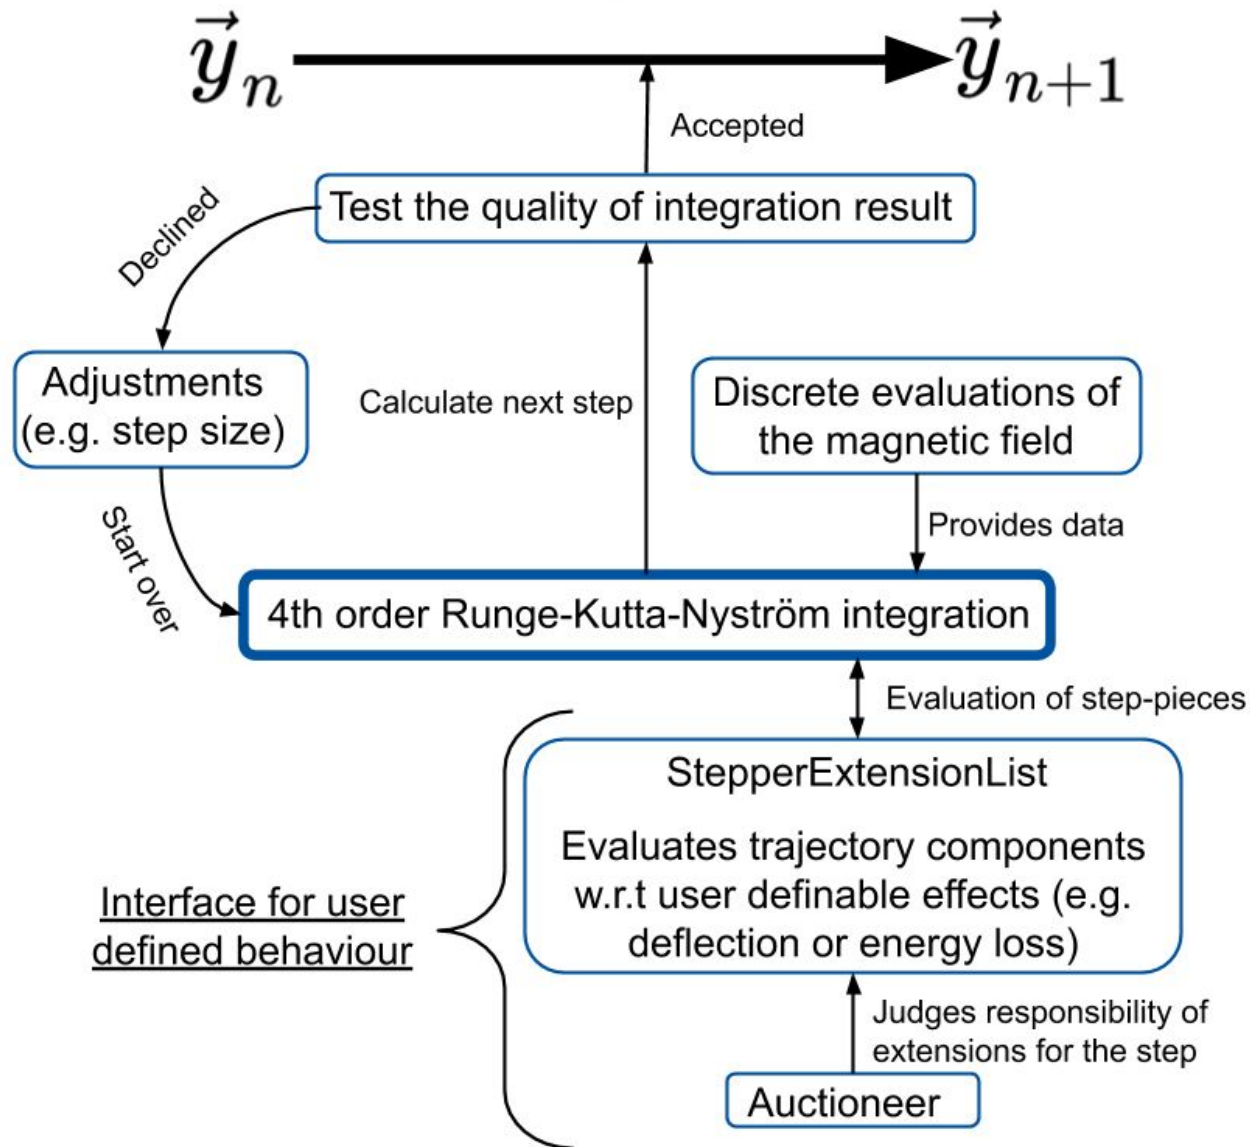 y⃗n
y⃗n+1
Accepted
Test the quality of integration result
Declined
Adjustments
(e.g. step size)
Calculate next step
Discrete evaluations of
the magnetic field
Start over
Provides data
4th order Runge-Kutta-Nyström integration
Evaluation of step-pieces
StepperExtensionList
Evaluates trajectory components
w.r.t user definable effects (e.g.
deflection or energy loss)
Interface for user
defined behaviour
Judges responsibility of
extensions for the step
Auctioneer